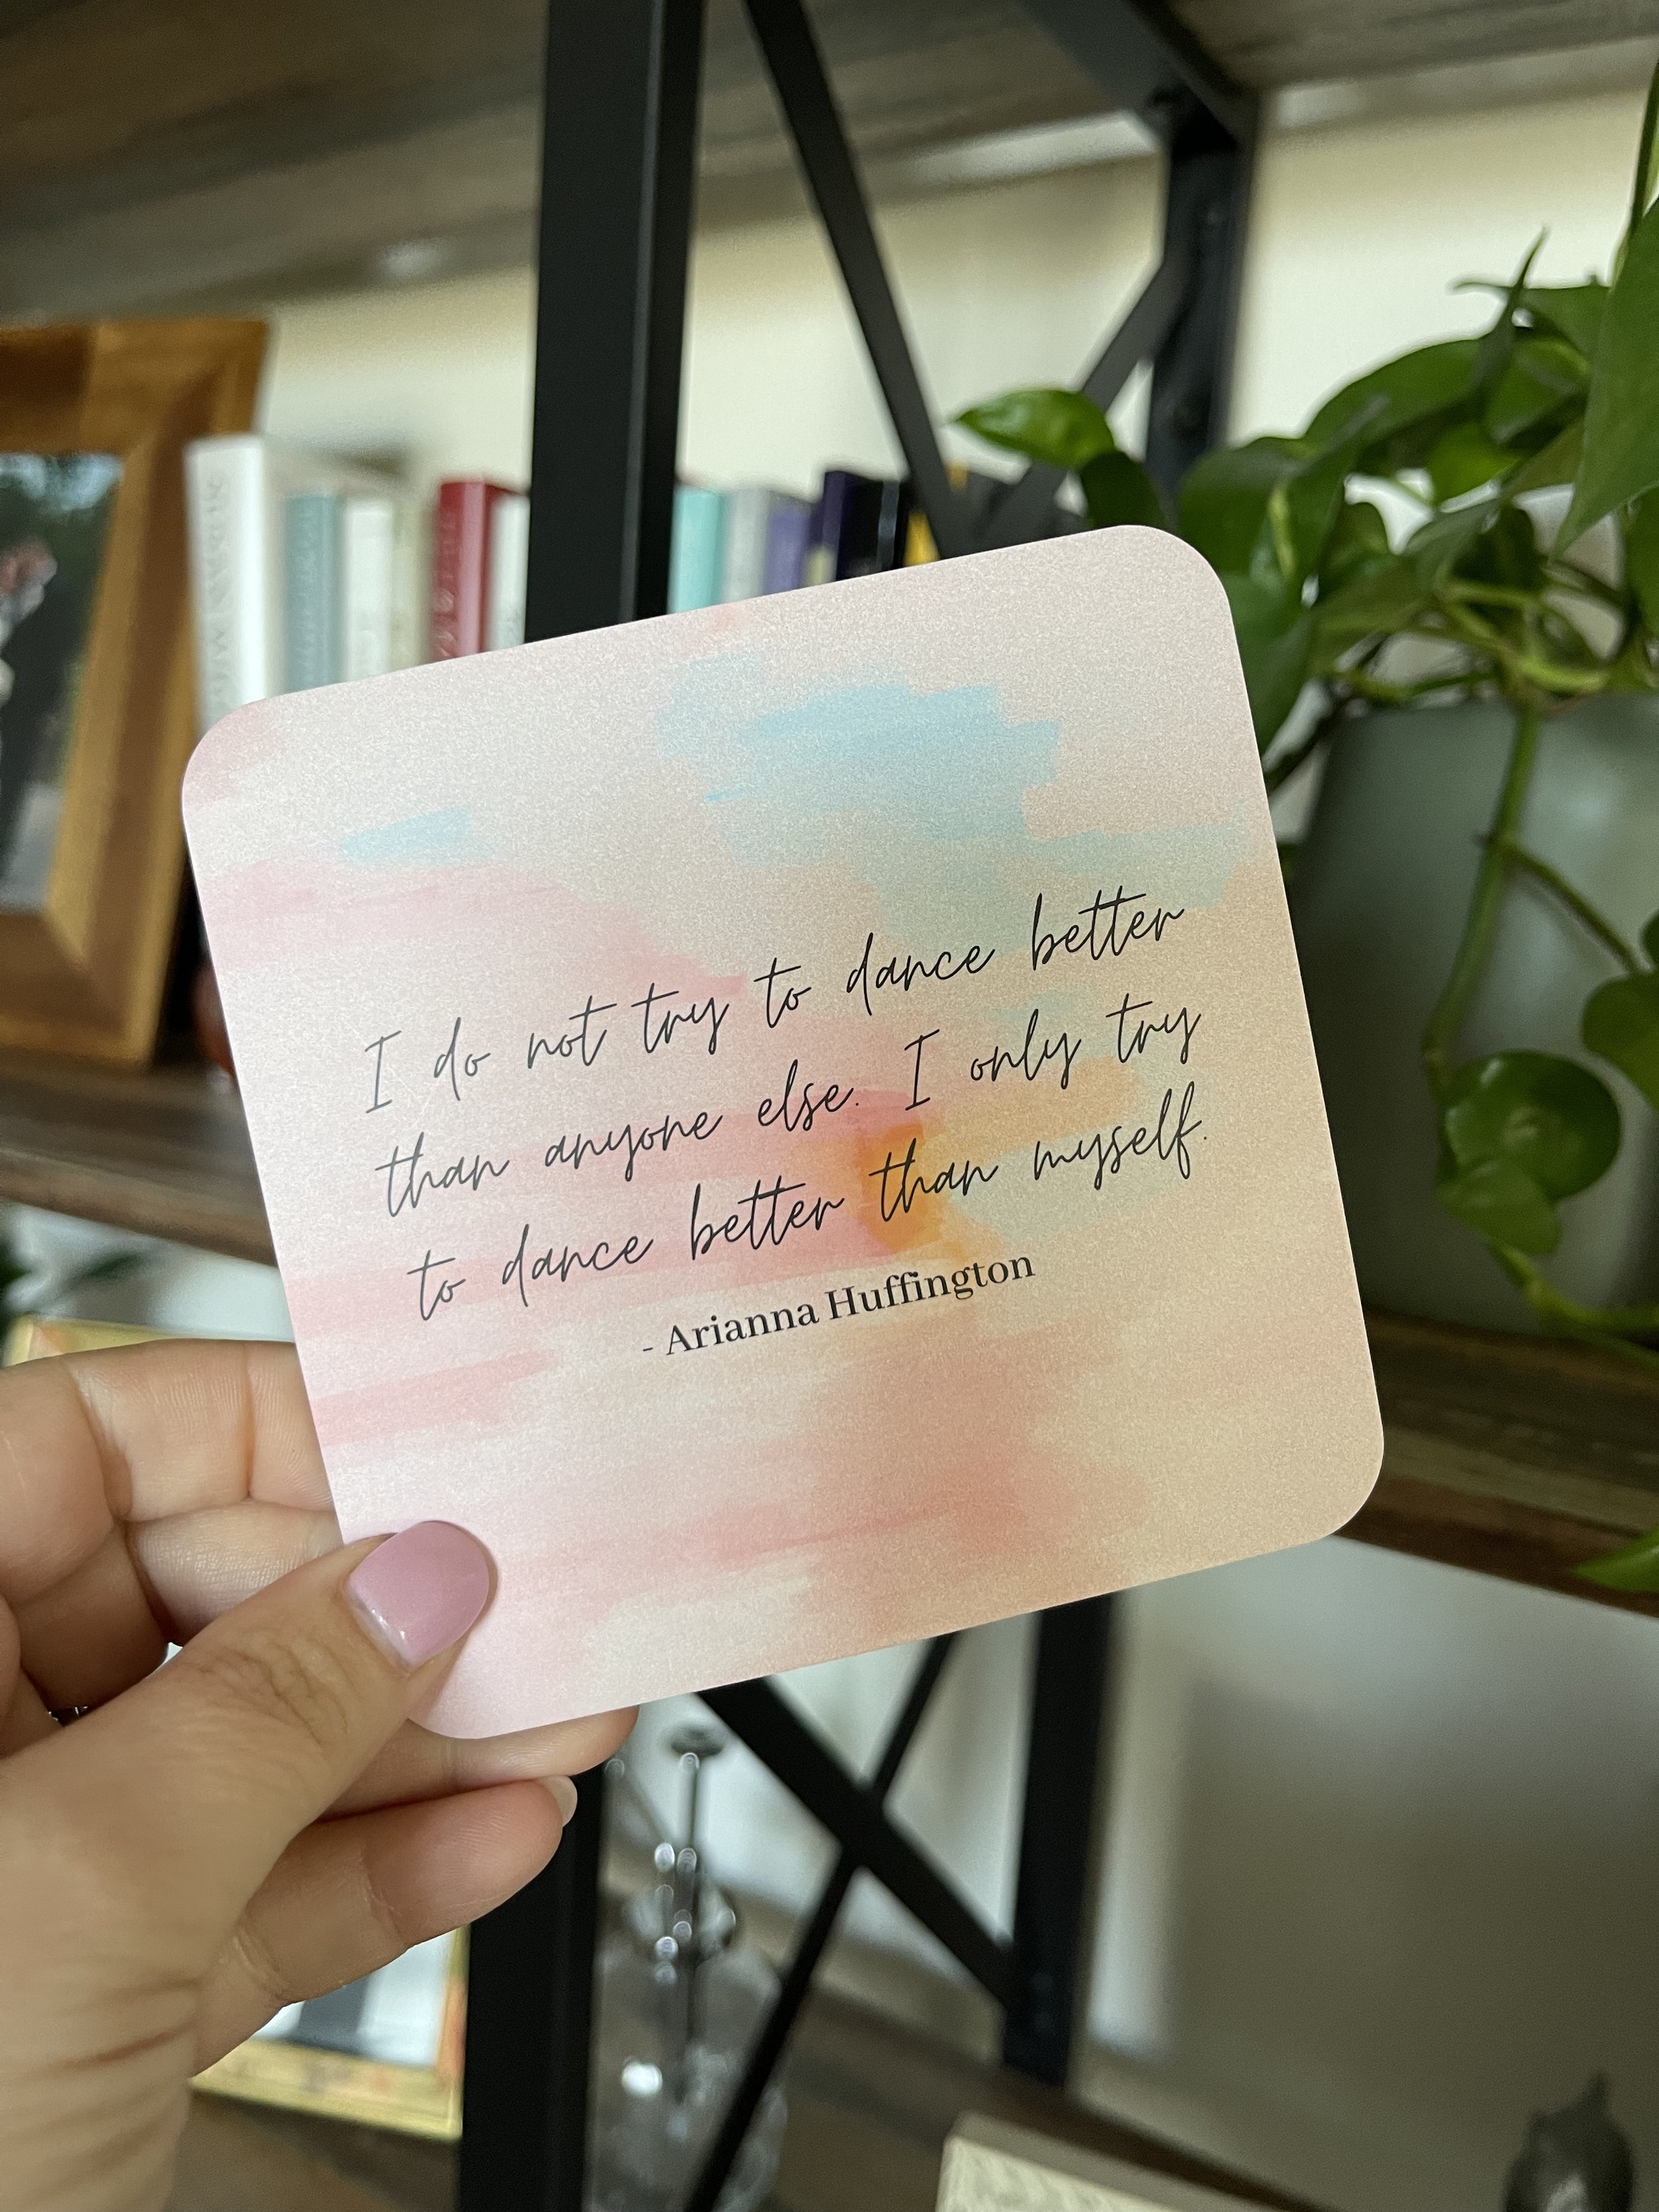 I do not try to dance better
than anyone else. I only try
to dance better than myself.
- Arianna Huffington